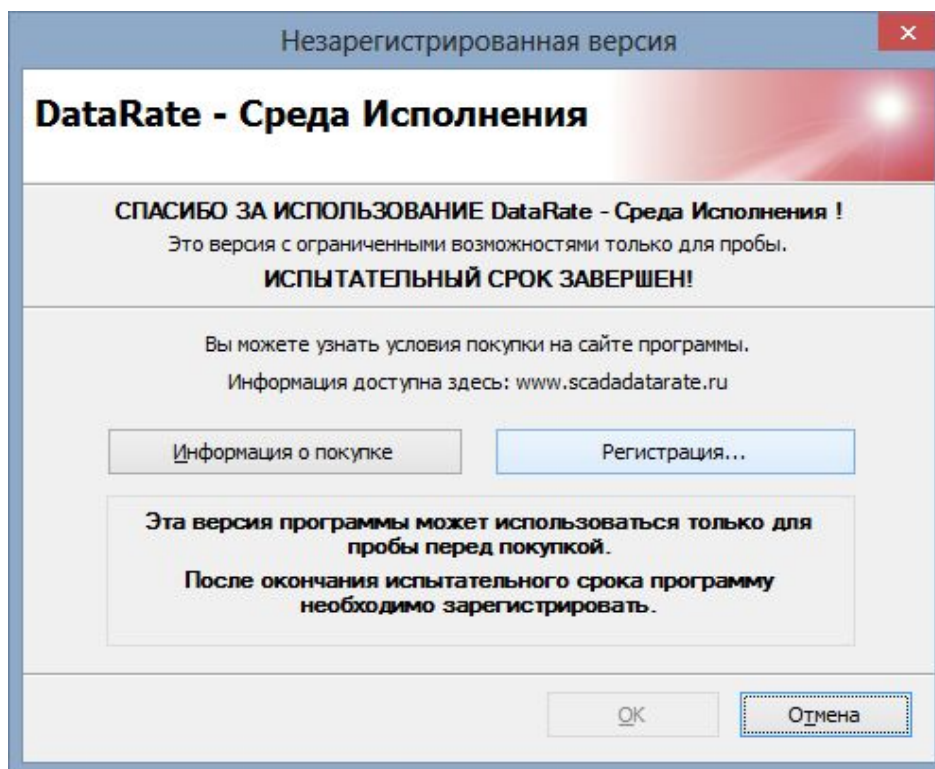 Незарегистрированная версия
DataRate - Среда Исполнения
СПАСИБО ЗА ИСПОЛЬЗОВАНИЕ DataRate - Среда Исполнения !
Это версия с ограниченными возможностями только для пробы.
ИСПЫТАТЕЛЬНЫЙ СРОК ЗАВЕРШЕН!
Вы можете узнать условия покупки на сайте программы.
Информация доступна здесь: www.scadadatarate.ru
Информация о покупке
Регистрация...
Эта версия программы может использоваться только для
пробы перед покупкой.
После окончания испытательного срока программу
необходимо зарегистрировать.
OK
Отмена